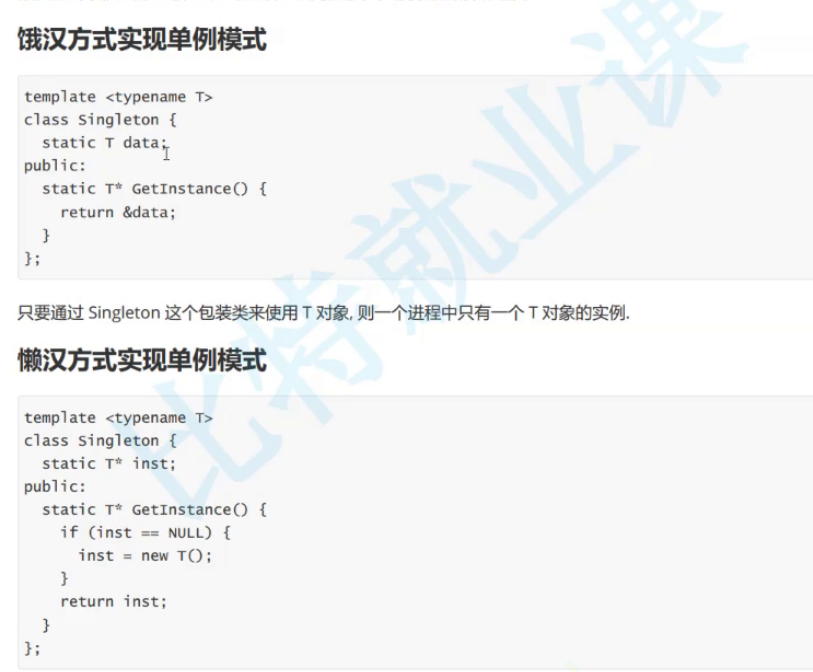 饿汉方式实现单例模式
template <typename T>
class Singleton {
  static T data;
public:
  static T* GetInstance() {
    return &data;
  }
};
只要通过 Singleton 这个包装类来使用 T 对象, 则一个进程中只有一个 T 对象的实例.
懒汉方式实现单例模式
template <typename T>
class Singleton {
  static T* inst;
public:
  static T* GetInstance() {
    if (inst == NULL) {
      inst = new T();
    }
    return inst;
  }
};
比特就业课